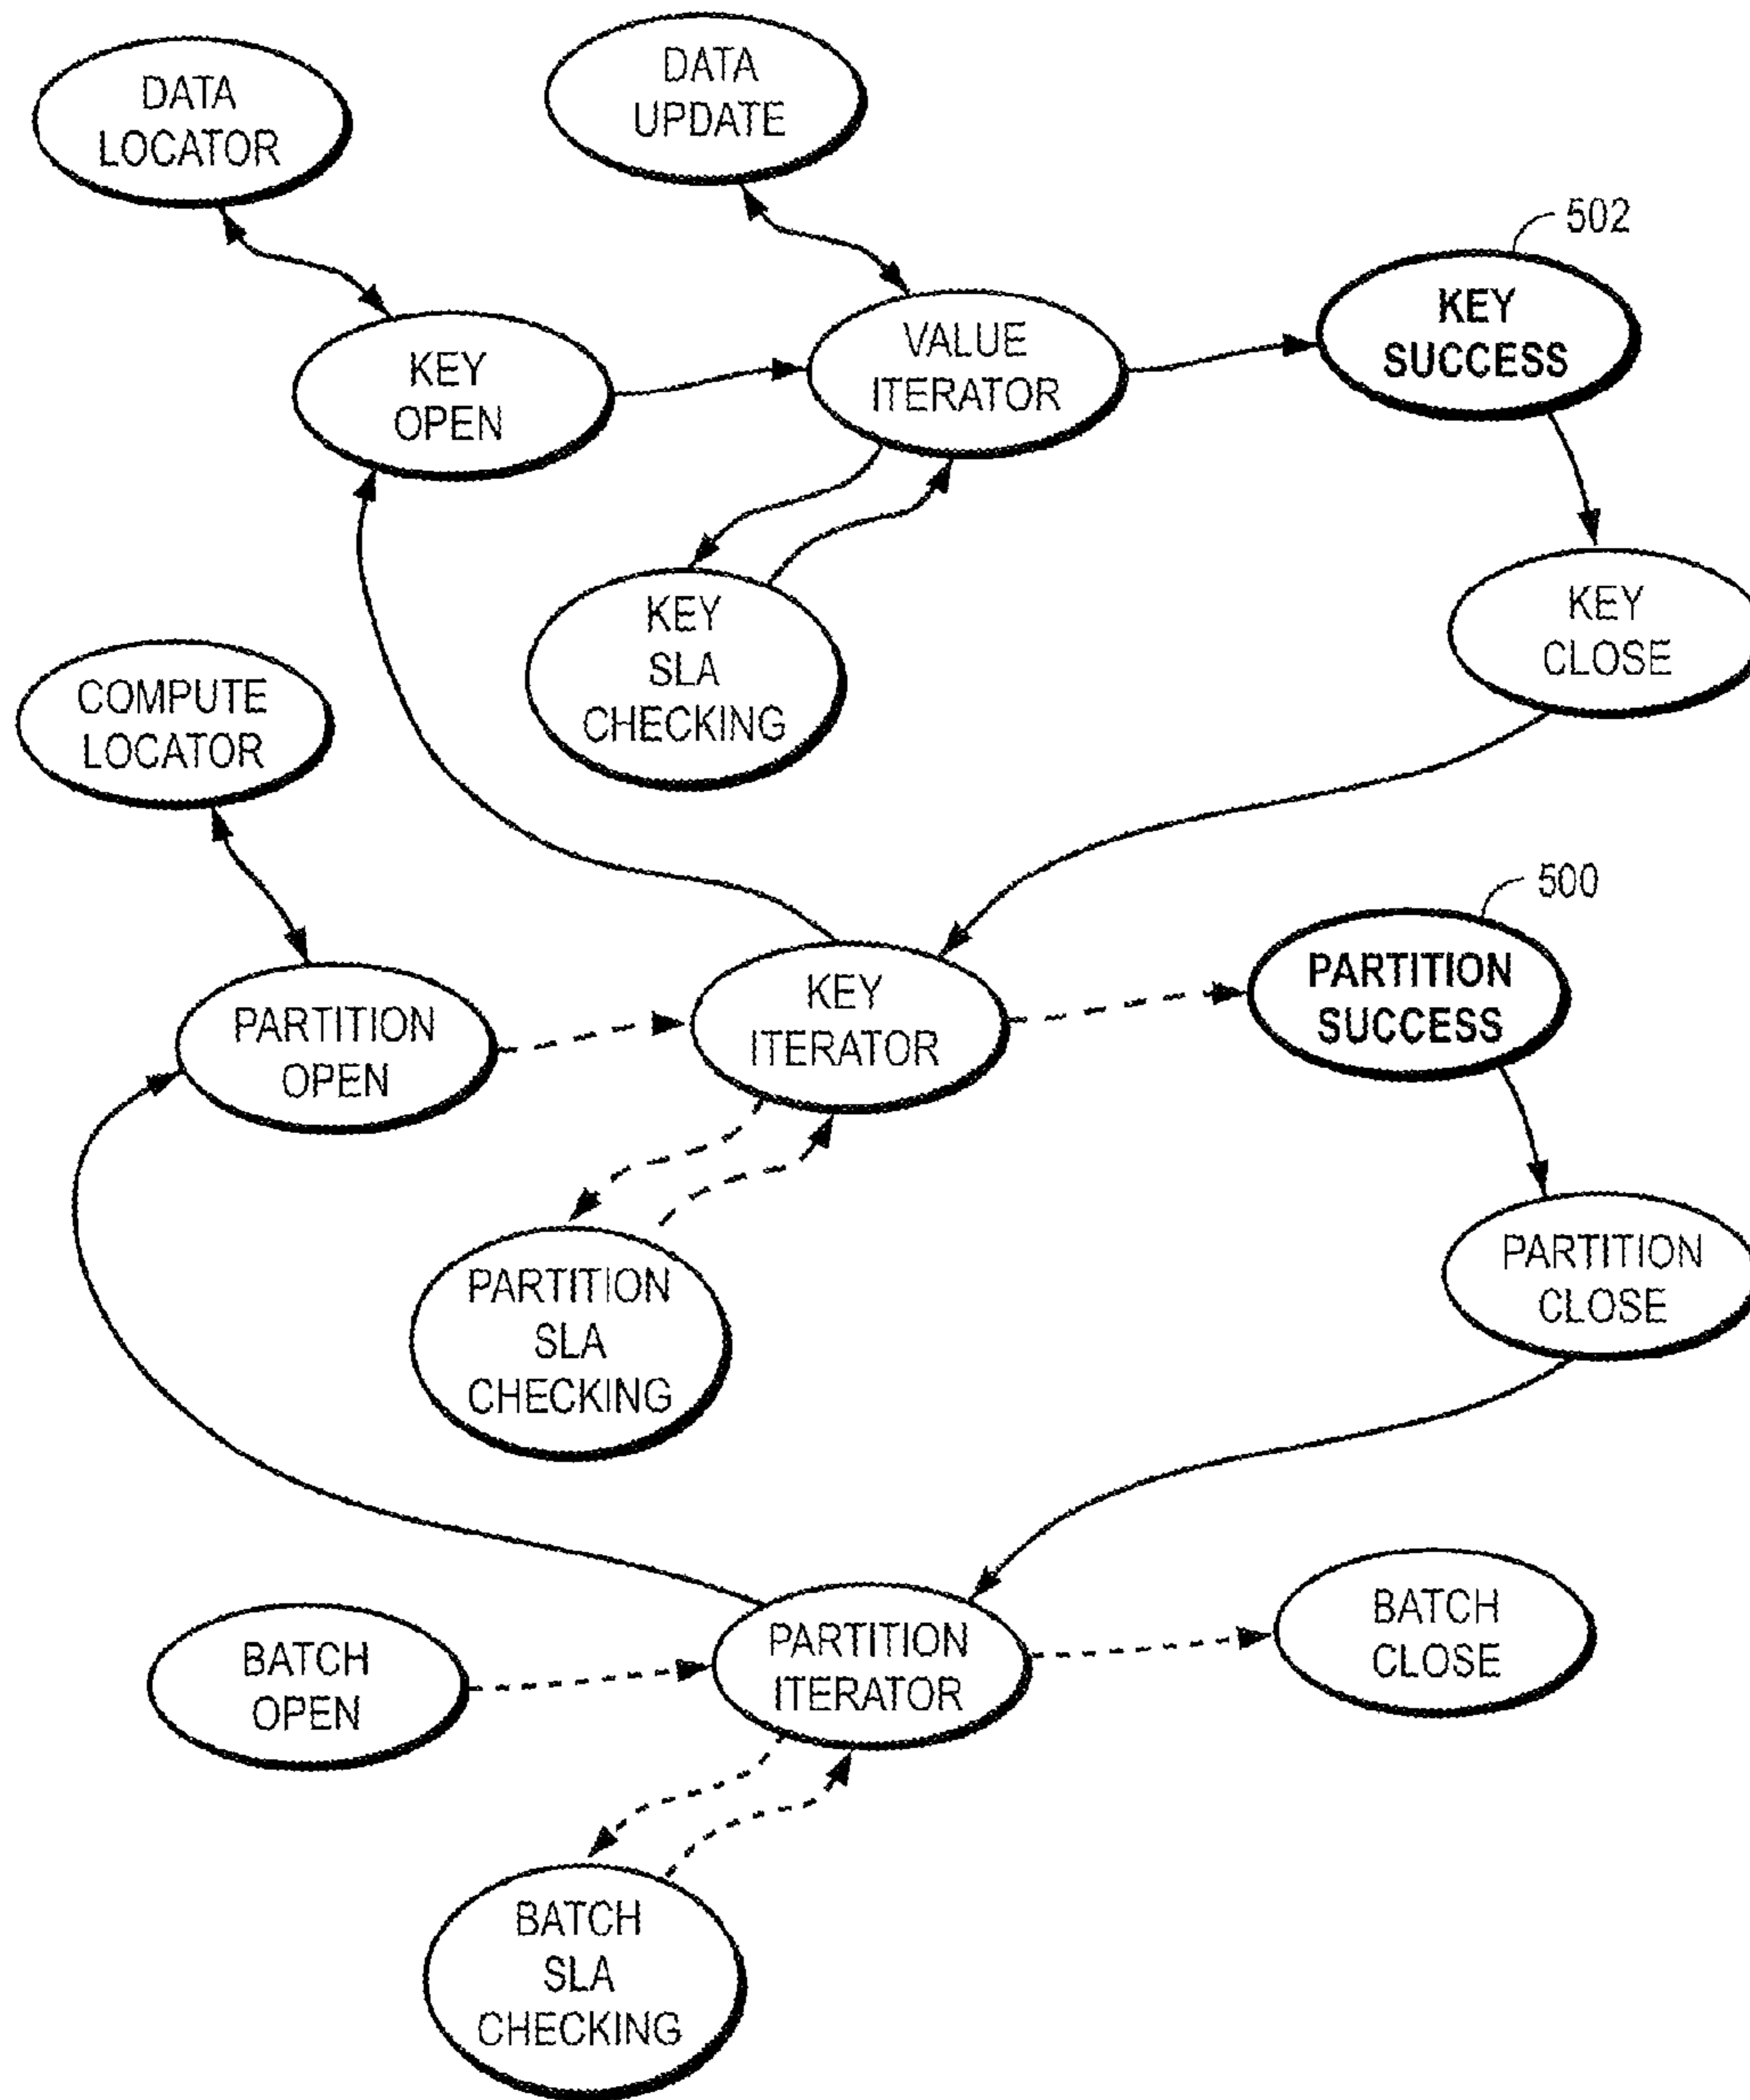 DATA
LOCATOR
DATA
UPDATE
502
KEY
SUCCESS
KEY
OPEN
VALUE
ITERATOR
KEY
SLA
CHECKING
KEY
CLOSE
COMPUTE
LOCATOR
500
PARTITION
SUCCESS
PARTITION
OPEN
KEY
ITERATOR
PARTITION
SLA
CHECKING
PARTITION
CLOSE
BATCH
OPEN
PARTITION
ITERATOR
BATCH
CLOSE
BATCH
SLA
CHECKING